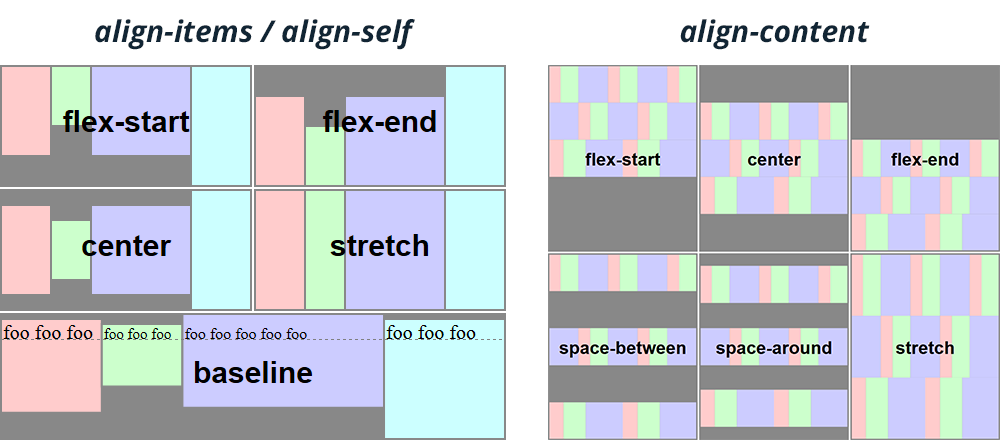 align-items / align-self
flex-start
flex-end
center
stretch
foo foo foo
foo foo foo
foo foo foo foo foo
foo foo foo
baseline
align-content
flex-start
center
flex-end
space-between
space-around
stretch